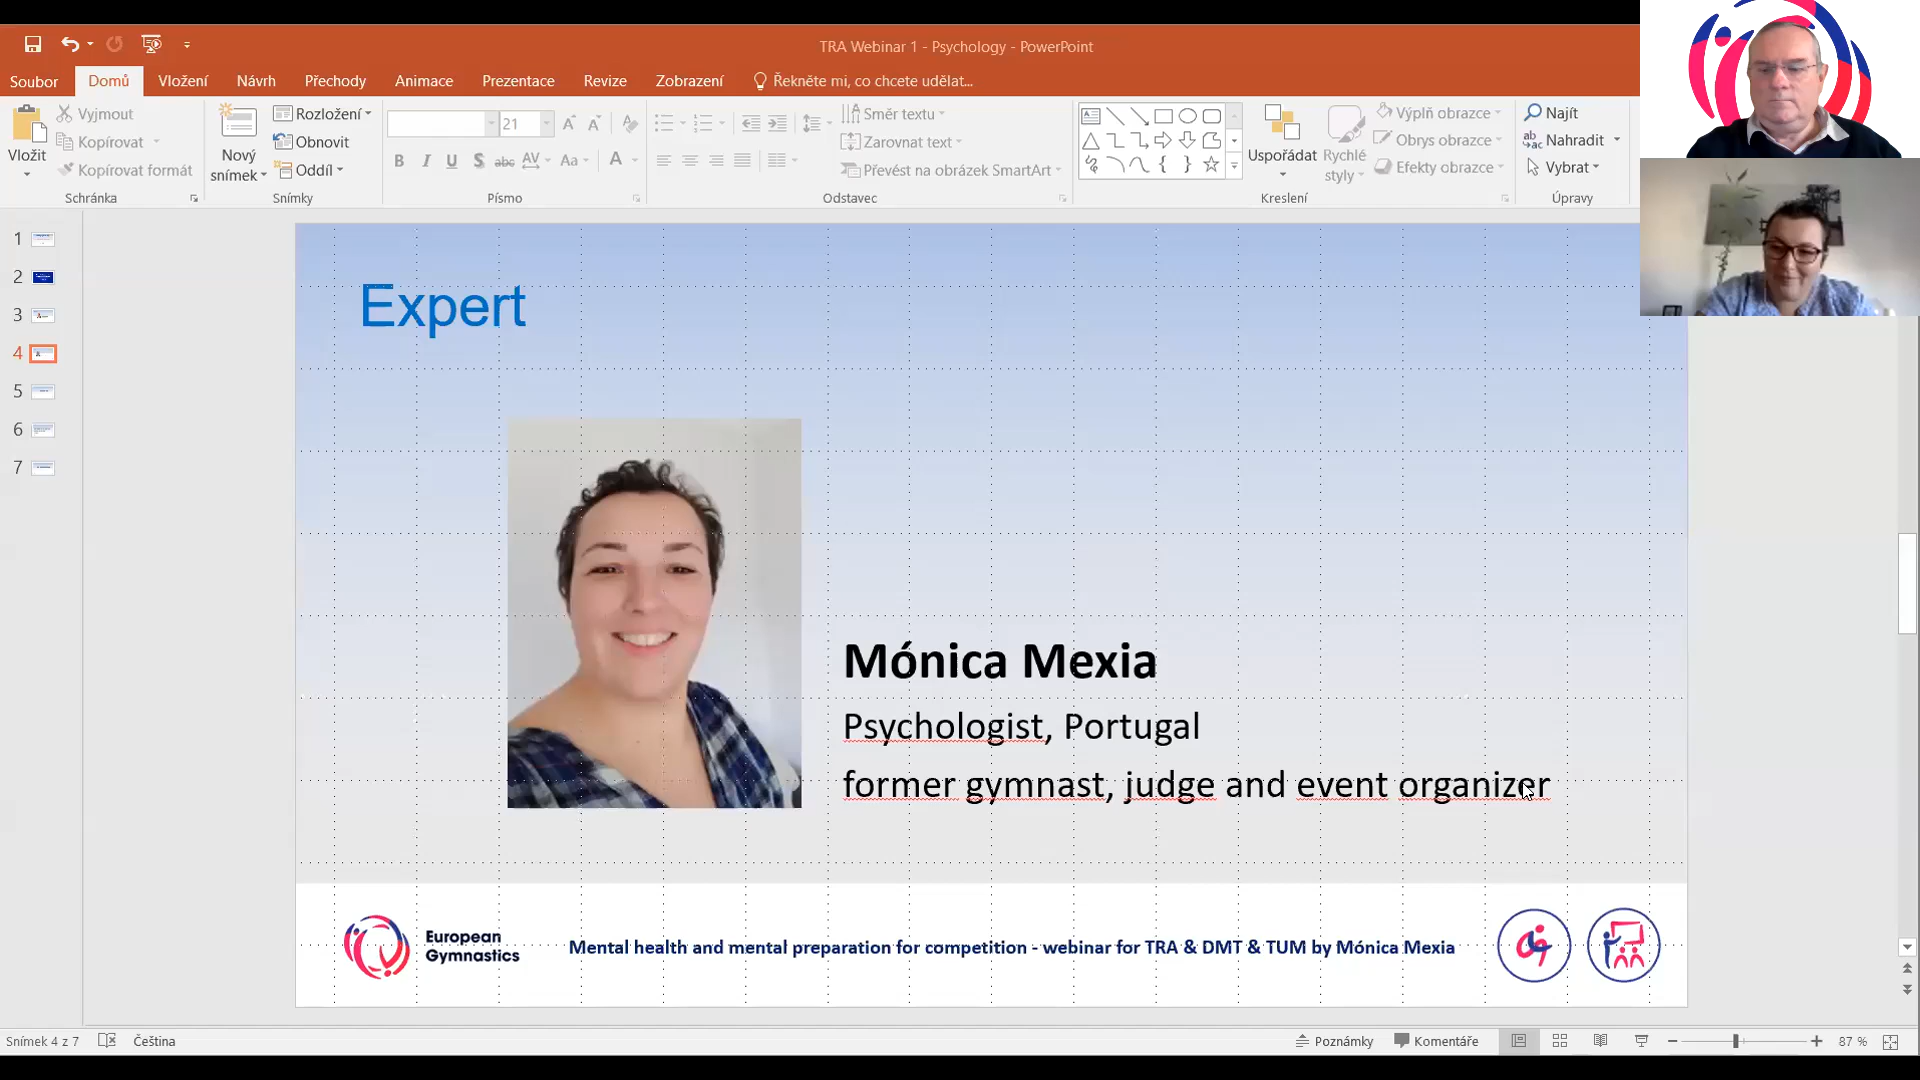 TRA Webinar 1 - Psychology - PowerPoint
Soubor Domů Vložení Návrh Přechody Animace Prezentace Revize Zobrazení Řekněte mi, co chcete udělat...
Vložit
Vyjmout
Kopírovat
Kopírovat formát
Schránka
Nový snímek
Rozložení
Obnovit
Oddíl
Snímky
21
Písmo
Směr textu
Zarovnat text
Převést na obrázek SmartArt
Odstavec
Uspořádat
Rychlé styly
Výplň obrazce
Obrys obrazce
Efekty obrazce
Kreslení
Najít
Nahradit
Vybrat
Úpravy
1
2
3
4
5
6
7
Expert
Mónica Mexia
Psychologist, Portugal
former gymnast, judge and event organizer
European
Gymnastics
Mental health and mental preparation for competition - webinar for TRA & DMT & TUM by Mónica Mexia
Snímek 4 z 7 Čeština Poznámky Komentáře 87 %